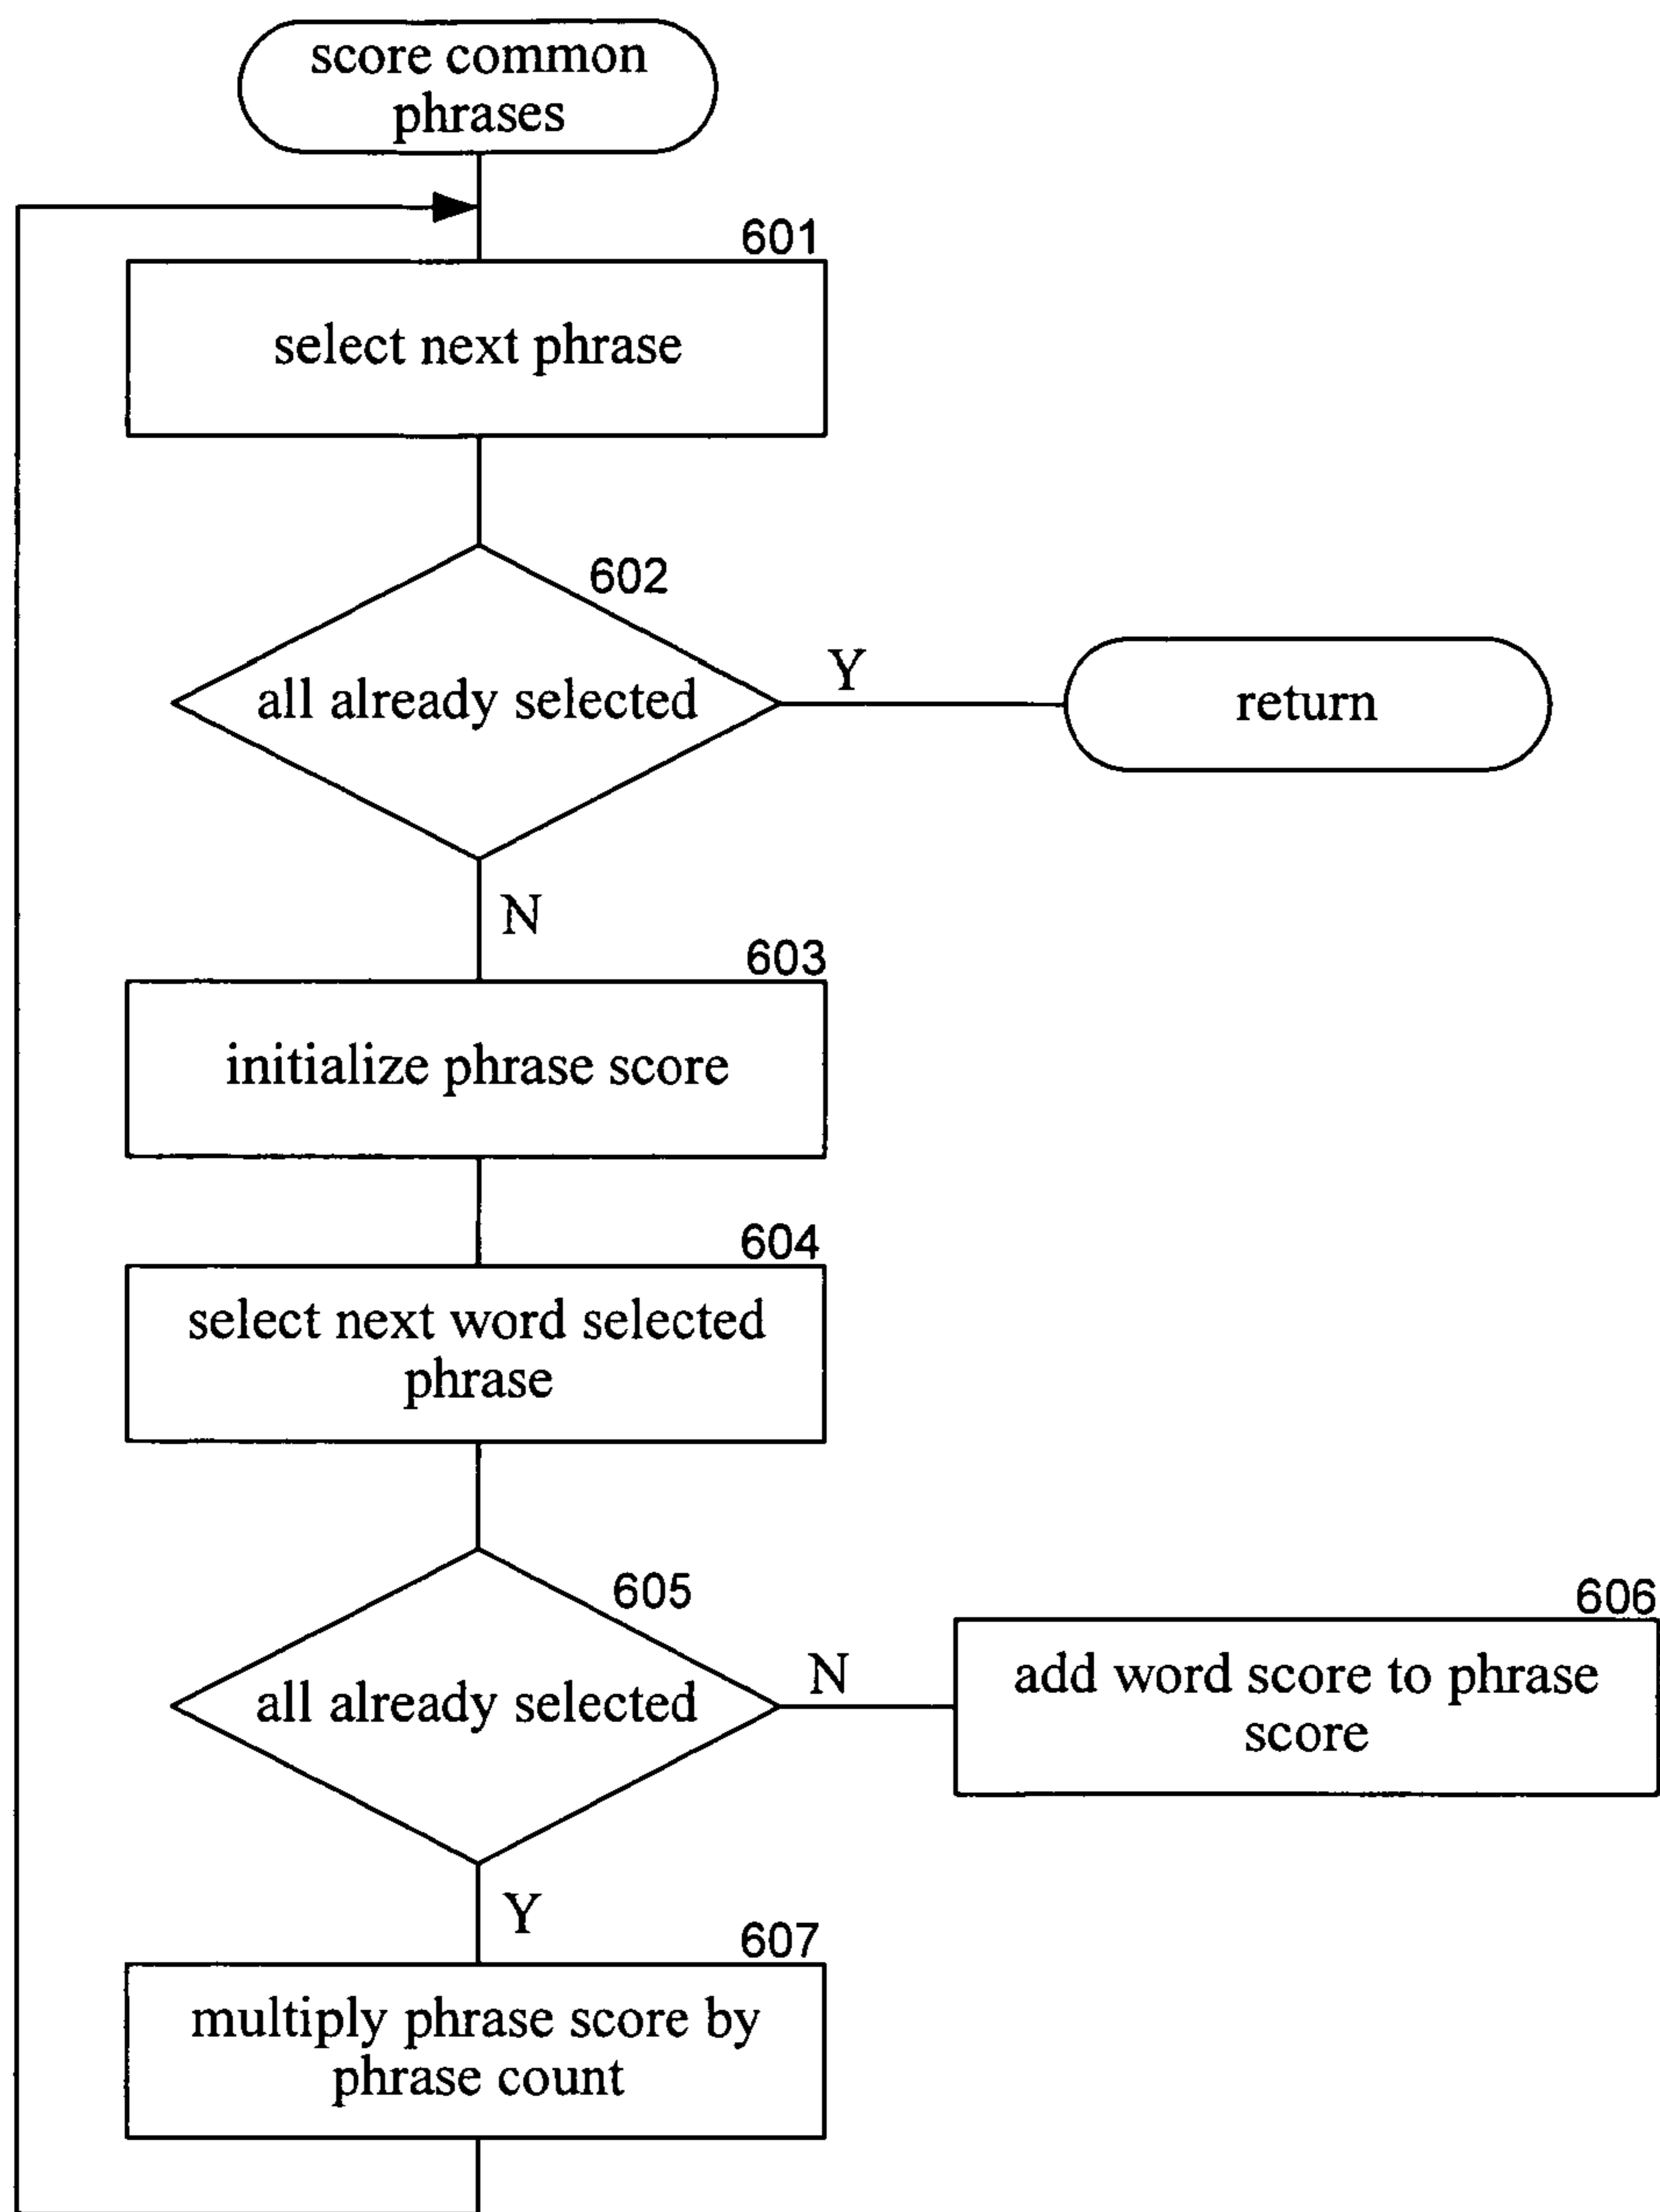 score common
phrases
601
select next phrase
602
all already selected
Y
return
N
603
initialize phrase score
604
select next word selected
phrase
605
all already selected
N
606
add word score to phrase
score
Y
607
multiply phrase score by
phrase count